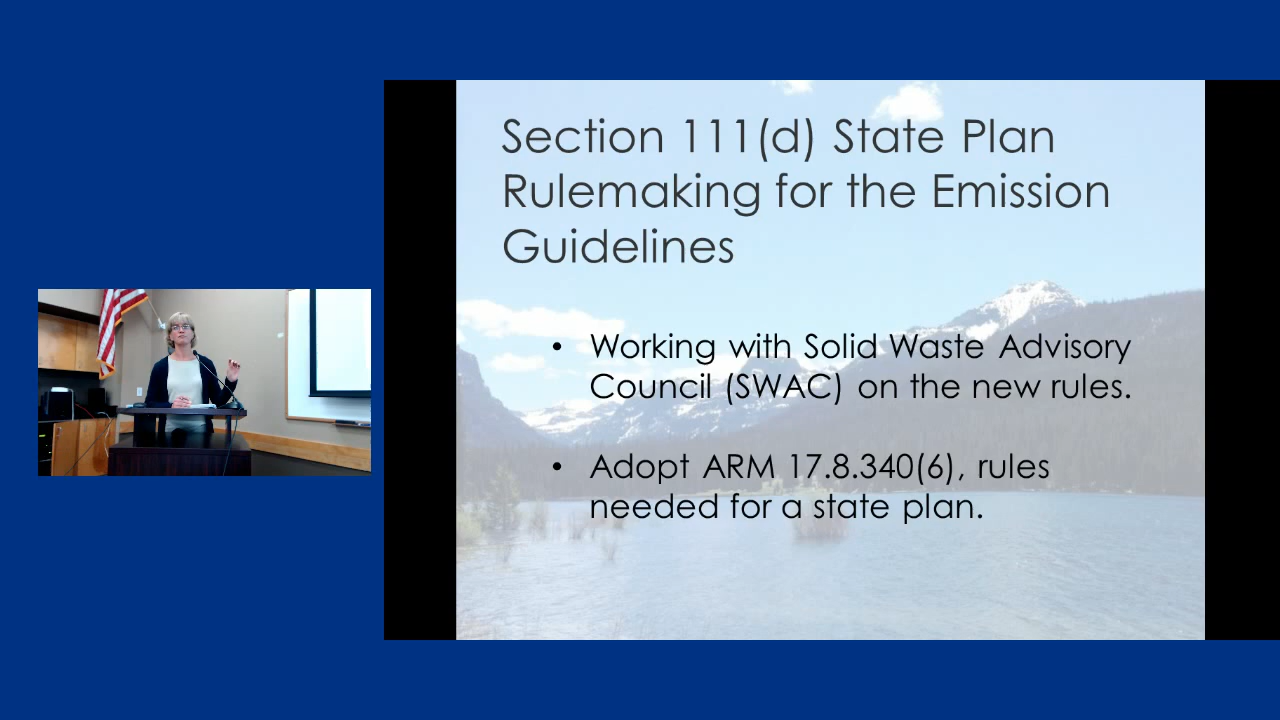 Section 111(d) State Plan
Rulemaking for the Emission
Guidelines
• Working with Solid Waste Advisory
Council (SWAC) on the new rules.
• Adopt ARM 17.8.340(6), rules
needed for a state plan.